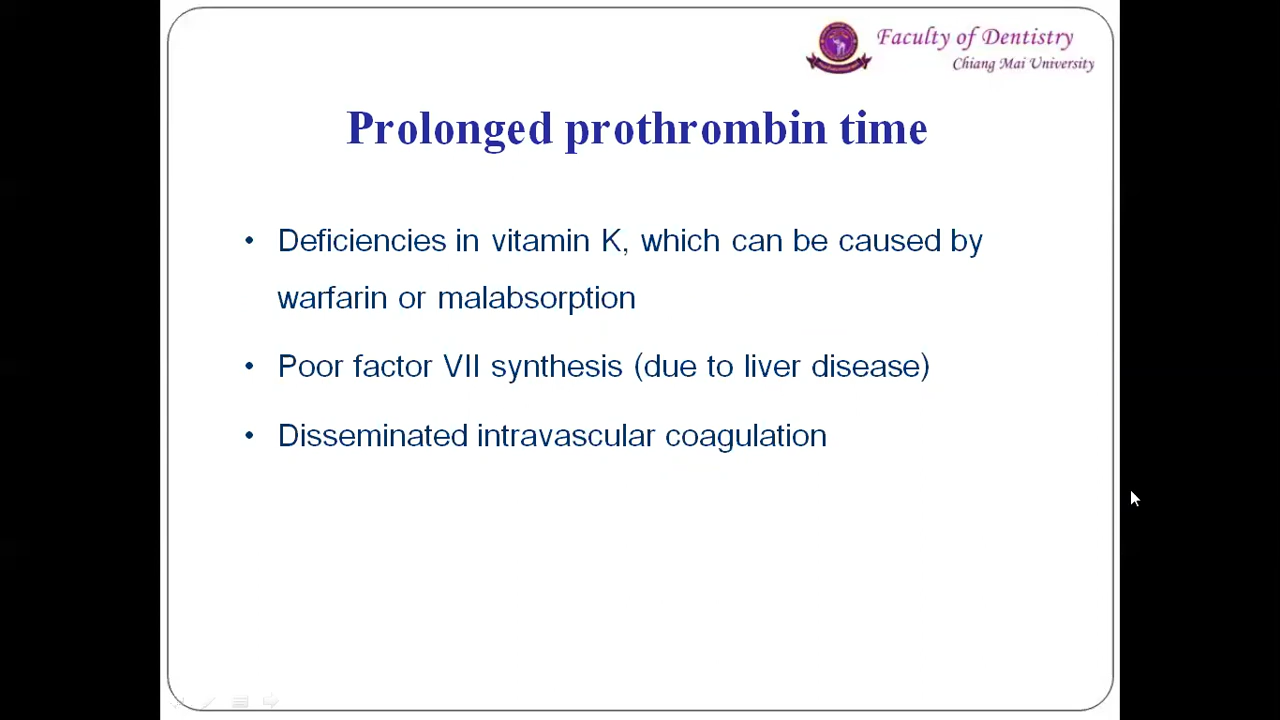 Faculty of Dentistry
Chiang Mai University
Prolonged prothrombin time
• Deficiencies in vitamin K, which can be caused by
warfarin or malabsorption
• Poor factor VII synthesis (due to liver disease)
• Disseminated intravascular coagulation